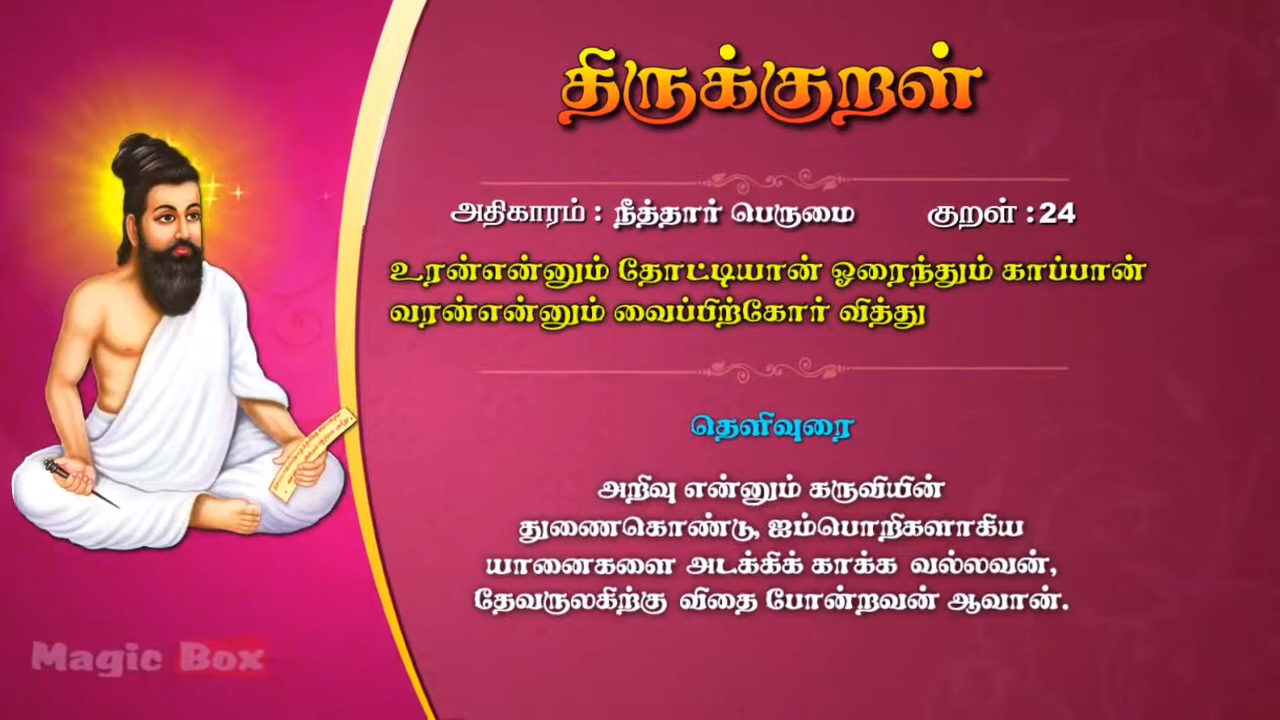 திருக்குறள்
அதிகாரம் : நீத்தார் பெருமை குறள் : 24
உரன்என்னும் தோட்டியான் ஓரைந்தும் காப்பான்
வரன்என்னும் வைப்பிற்கோர் வித்து
தெளிவுரை
அறிவு என்னும் கருவியின்
துணைகொண்டு, ஐம்பொறிகளாகிய
யானைகளை அடக்கிக் காக்க வல்லவன்,
தேவருலகிற்கு விதை போன்றவன் ஆவான்.
Magic Box